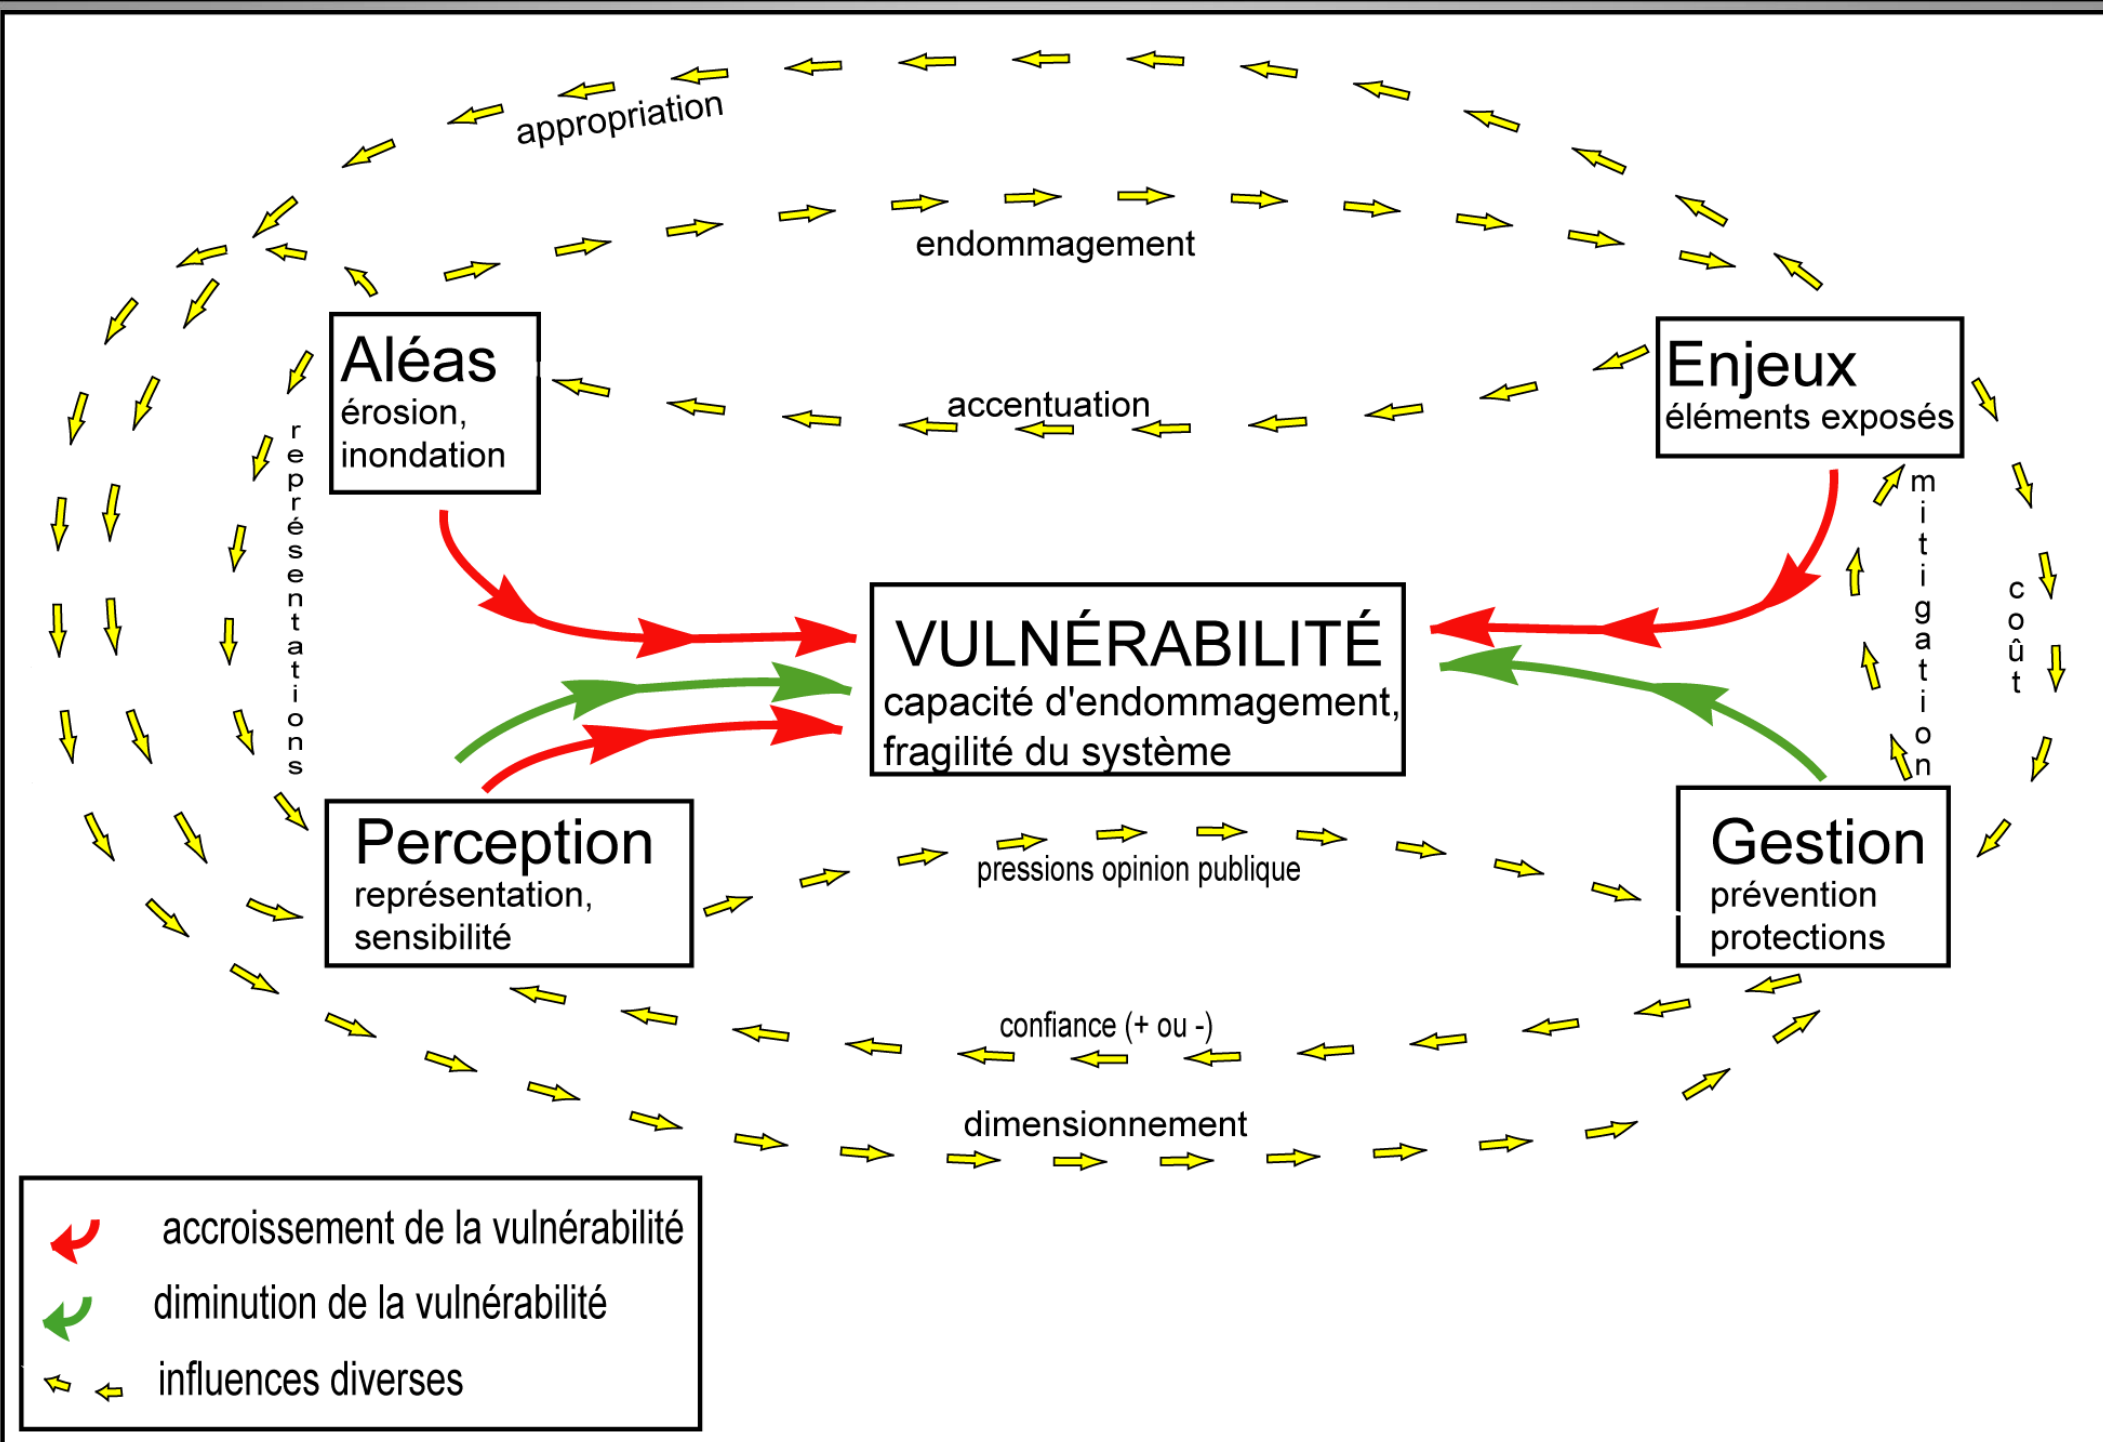 appropriation
endommagement
Aléas
érosion,
inondation
accentuation
Enjeux
éléments exposés
représentations
mitigation
coût
VULNÉRABILITÉ
capacité d'endommagement,
fragilité du système
Perception
représentation,
sensibilité
pressions opinion publique
Gestion
prévention
protections
confiance (+ ou -)
dimensionnement
accroissement de la vulnérabilité
diminution de la vulnérabilité
influences diverses